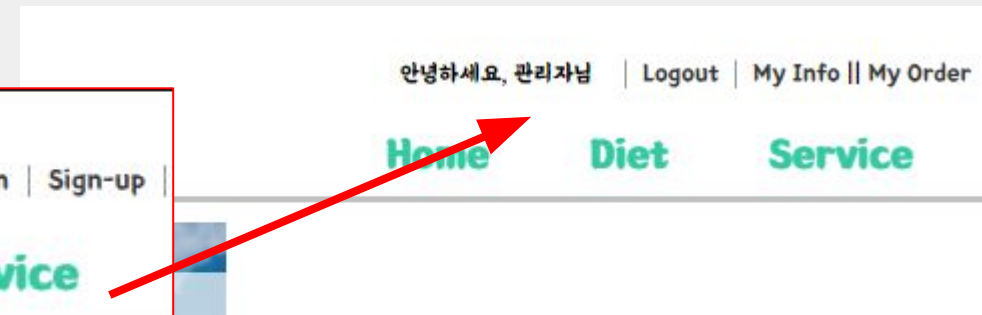 안녕하세요, 관리자님 | Logout | My Info || My Order
Home Diet Service
| Sign-up |